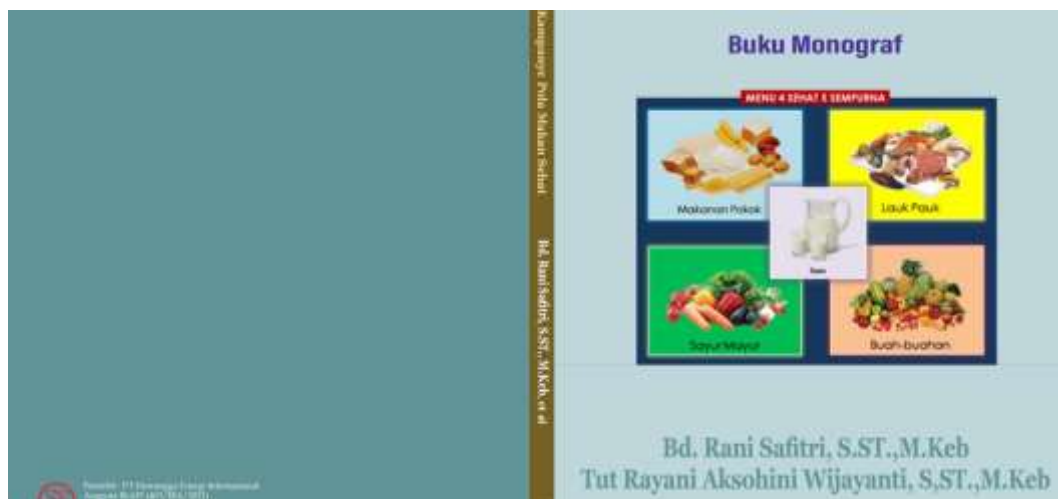 Kampanye Pola Makan Sehat
Bd. Rani Safitri, S.ST., M.Keb, et al
Buku Monograf
MENU 4 SEHAT 5 SEMPURNA
Makanan Pokok
Lauk Pauk
Susu
Sayur Mayur
Buah-buahan
Bd. Rani Safitri, S.ST.,M.Keb
Tut Rayani Aksohini Wijayanti, S,ST.,M.Keb